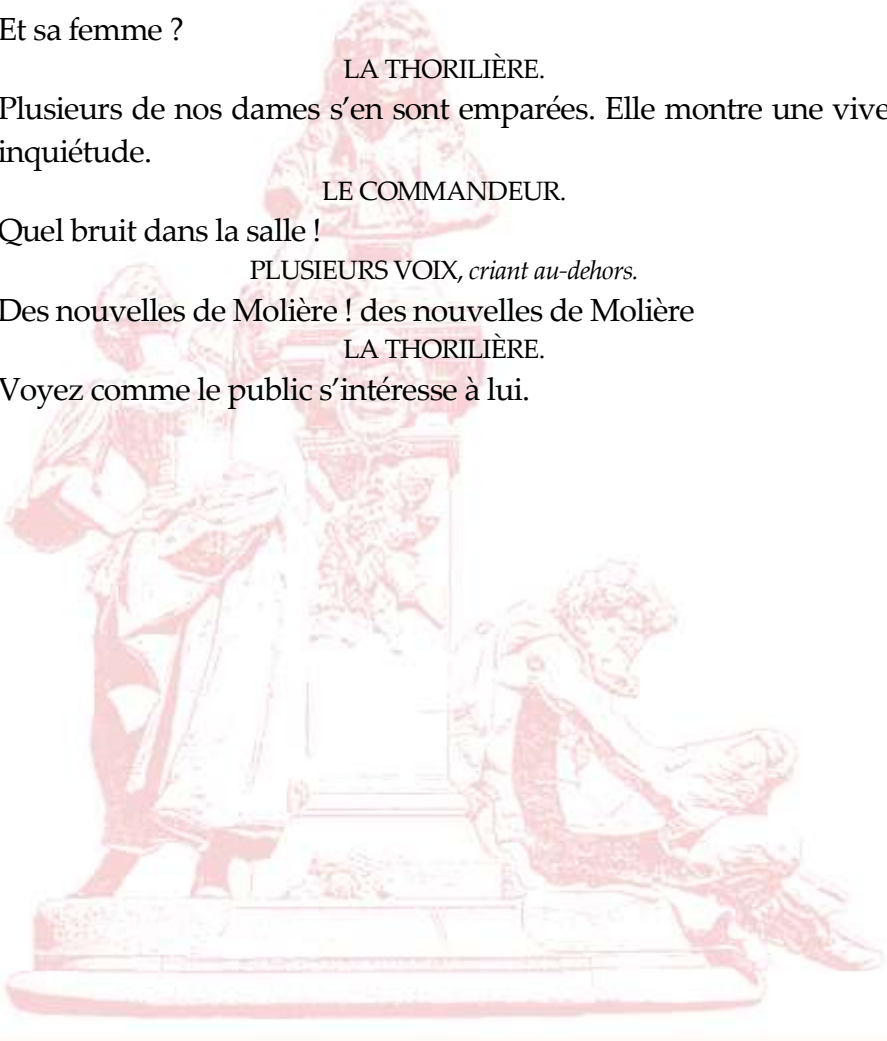 Et sa femme ?
LA THORILIÈRE.
Plusieurs de nos dames s’en sont emparées. Elle montre une vive
inquiétude.
LE COMMANDEUR.
Quel bruit dans la salle !
PLUSIEURS VOIX, criant au-dehors.
Des nouvelles de Molière ! des nouvelles de Molière
LA THORILIÈRE.
Voyez comme le public s’intéresse à lui.